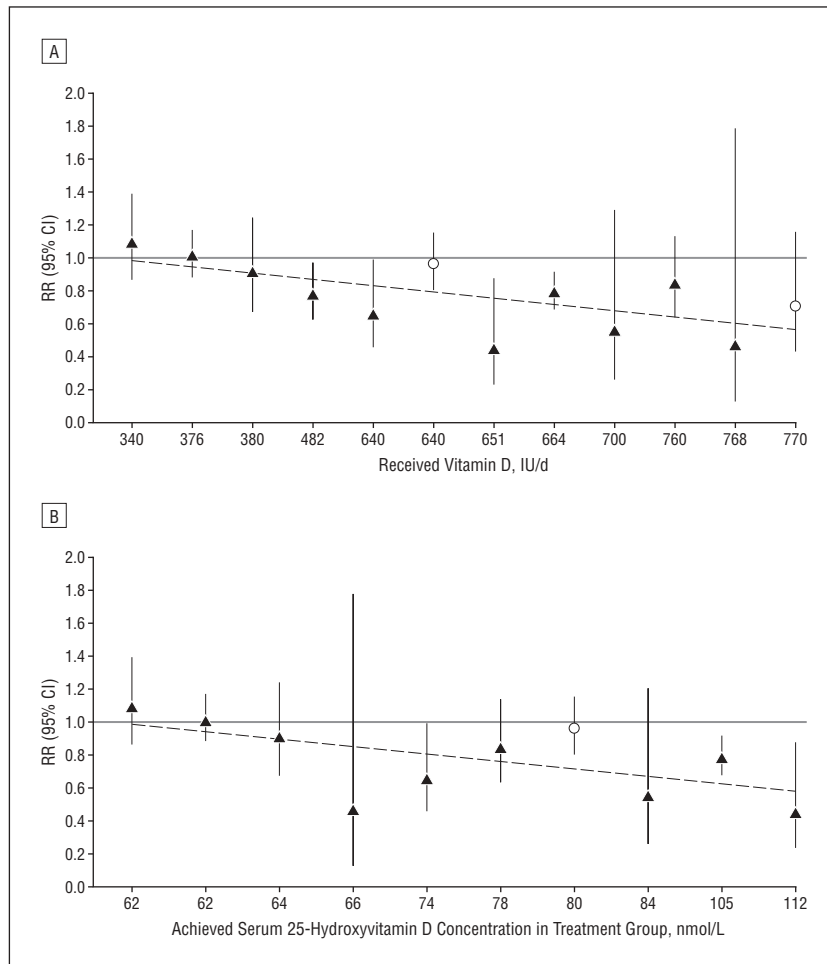 A
2.0
1.8
1.6
1.4
1.2
1.0
0.8
0.6
0.4
0.2
0.0
RR (95% CI)
340 376 380 482 640 640 651 664 700 760 768 770
Received Vitamin D, IU/d
B
2.0
1.8
1.6
1.4
1.2
1.0
0.8
0.6
0.4
0.2
0.0
RR (95% CI)
62 62 64 66 74 78 80 84 105 112
Achieved Serum 25-Hydroxyvitamin D Concentration in Treatment Group, nmol/L